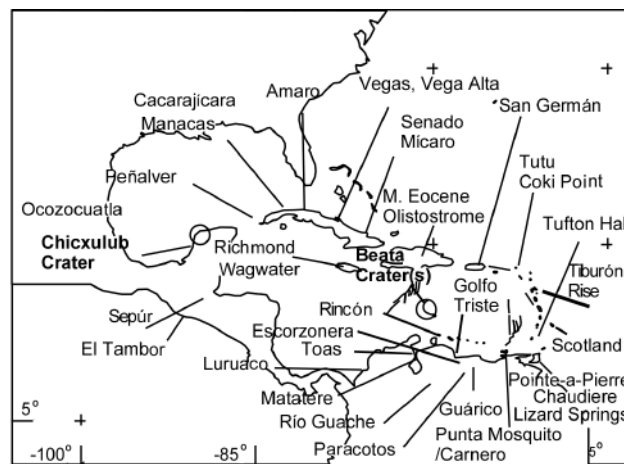 Amaro
Vegas, Vega Alta
Cacarajícara
Manacas
San Germán
Senado
Mícaro
Peñalver
Tutu
Coki Point
M. Eocene
Olistostrome
Ocozocuatla
Tufton Hal
Chicxulub
Crater
Richmond
Wagwater
Beata
Crater(s)
Golfo
Triste
Tiburón
Rise
Rincón
Sepúr
Escorzonera
El Tambor
Toas
Scotland
Luruaco
Pointe-a-Pierre
Chaudiere
Lizard Springs
Matatere
Guárico
Río Guache
Punta Mosquito
/Carnero
Paracotos
5°
-100°
-85°
5°